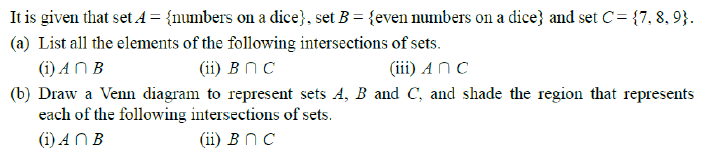 It is given that set A = {numbers on a dice}, set B = {even numbers on a dice} and set C = {7, 8, 9}.
(a) List all the elements of the following intersections of sets.
(i) A ∩ B (ii) B ∩ C (iii) A ∩ C
(b) Draw a Venn diagram to represent sets A, B and C, and shade the region that represents
each of the following intersections of sets.
(i) A ∩ B (ii) B ∩ C